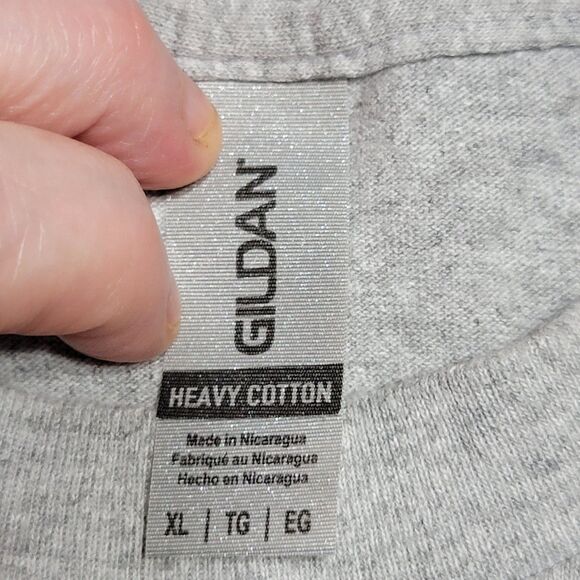 GILDAN
HEAVY COTTON
Made in Nicaragua
Fabriqué au Nicaragua
Hecho en Nicaragua
XL | TG | EG